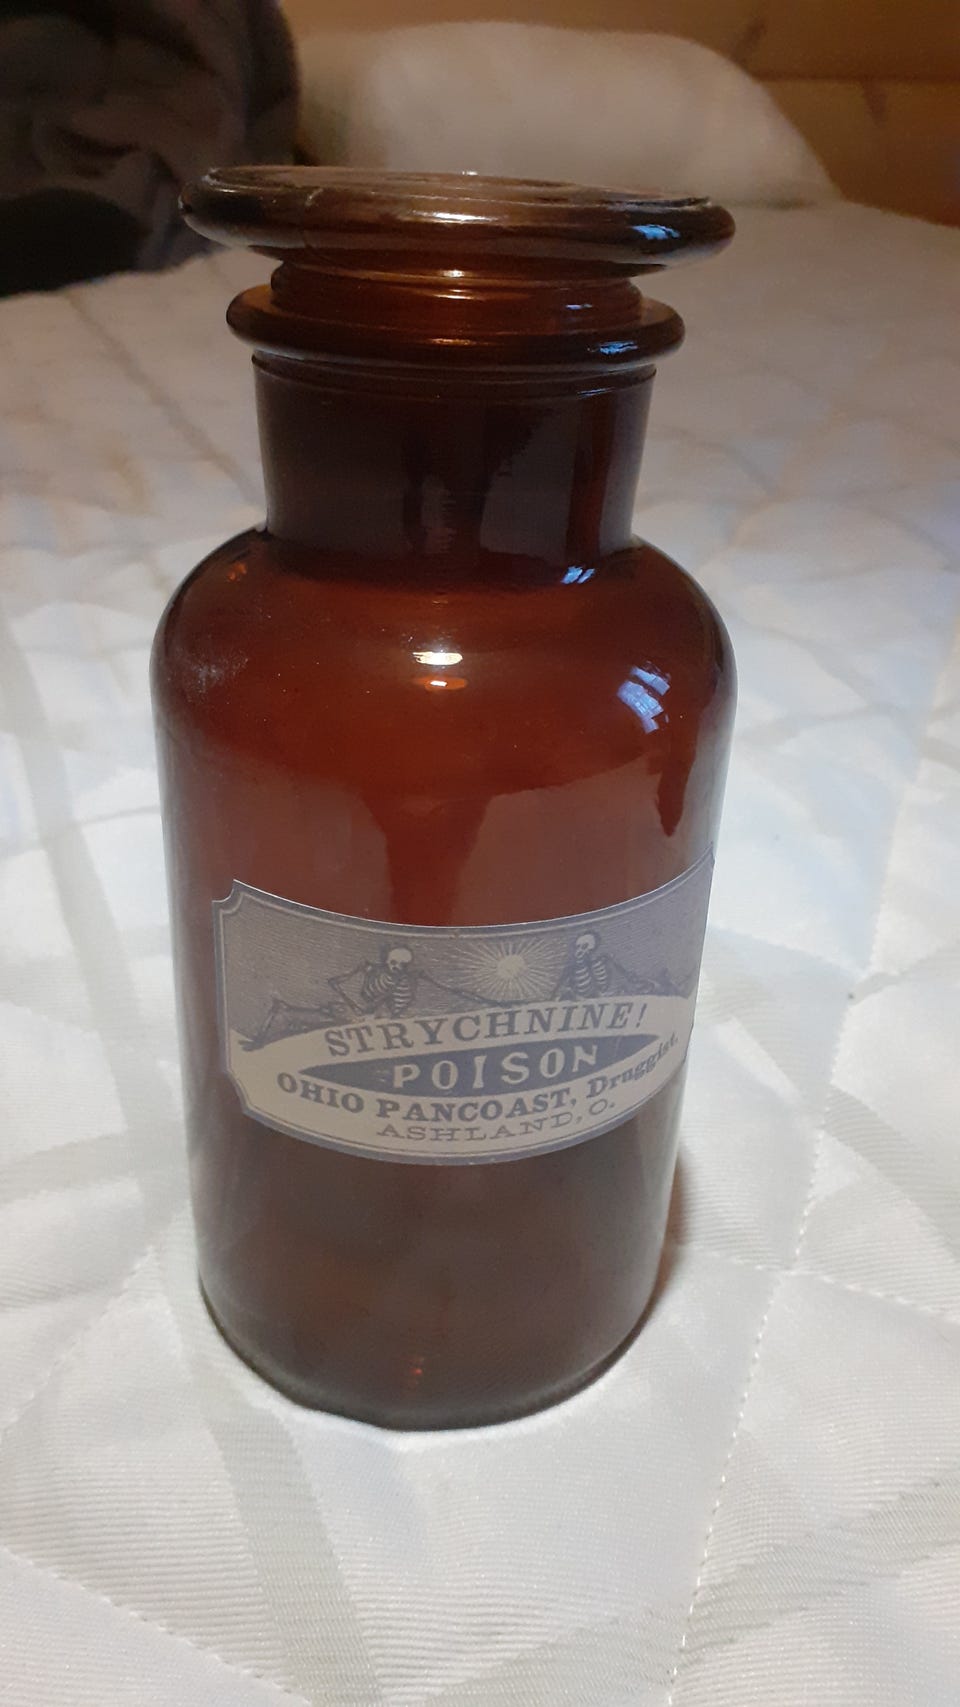 STRYCHNINE!
POISON
OHIO PANCOAST, Druggist,
ASHLAND, O.